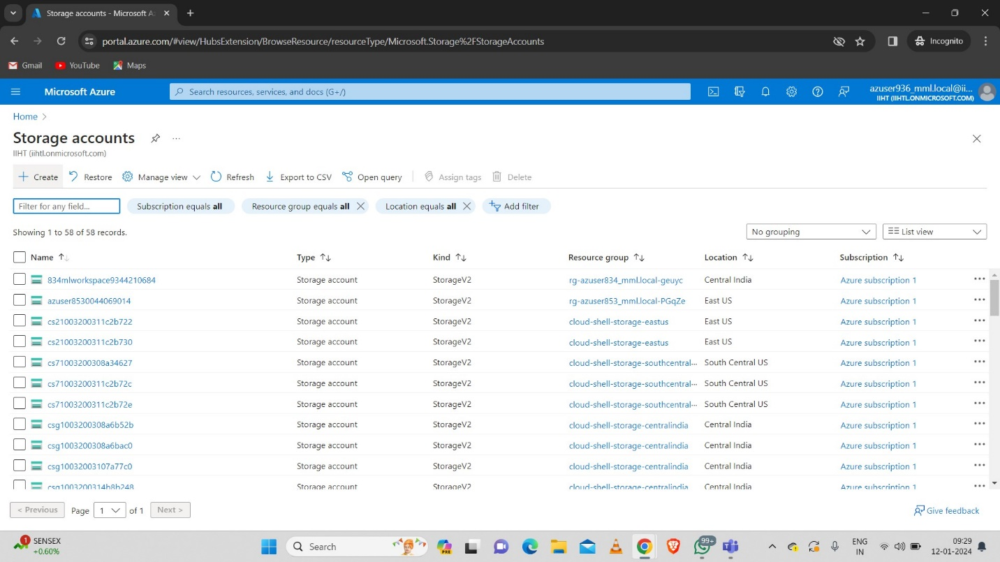 Storage accounts - Microsoft A
portal.azure.com/#view/HubsExtension/BrowseResource/resourceType/Microsoft.Storage%2FStorageAccounts
Incognito
Gmail YouTube Maps
Microsoft Azure
Search resources, services, and docs (G+/)
azuser936_mml.local@ii...
IIHT (IIHTL.ONMICROSOFT.COM)
Home >
Storage accounts ...
IIHT (iihtl.onmicrosoft.com)
+ Create Restore Manage view Refresh Export to CSV Open query Assign tags Delete
Filter for any field... Subscription equals all Resource group equals all Location equals all Add filter
Showing 1 to 58 of 58 records.
No grouping List view
Name Type Kind Resource group Location Subscription
834mlworkspace9344210684 Storage account StorageV2 rg-azuser834_mml.local-geuyc Central India Azure subscription 1 ...
azuser8530044069014 Storage account StorageV2 rg-azuser853_mml.local-PGqZe East US Azure subscription 1 ...
cs21003200311c2b722 Storage account StorageV2 cloud-shell-storage-eastus East US Azure subscription 1 ...
cs21003200311c2b730 Storage account StorageV2 cloud-shell-storage-eastus East US Azure subscription 1 ...
cs71003200308a34627 Storage account StorageV2 cloud-shell-storage-southcentral... South Central US Azure subscription 1 ...
cs71003200311c2b72c Storage account StorageV2 cloud-shell-storage-southcentral... South Central US Azure subscription 1 ...
cs71003200311c2b72e Storage account StorageV2 cloud-shell-storage-southcentral... South Central US Azure subscription 1 ...
csg1003200308a6b52b Storage account StorageV2 cloud-shell-storage-centralindia Central India Azure subscription 1 ...
csg1003200308a6bac0 Storage account StorageV2 cloud-shell-storage-centralindia Central India Azure subscription 1 ...
csg10032003107a77c0 Storage account StorageV2 cloud-shell-storage-centralindia Central India Azure subscription 1 ...
csg1003200314b8b248 Storage account StorageV2 cloud-shell-storage-centralindia Central India Azure subscription 1 ...
< Previous Page 1 of 1 Next >
Give feedback
1 SENSEX
+0.60%
Search
PRE
99+
ENG
IN
09:29
12-01-2024